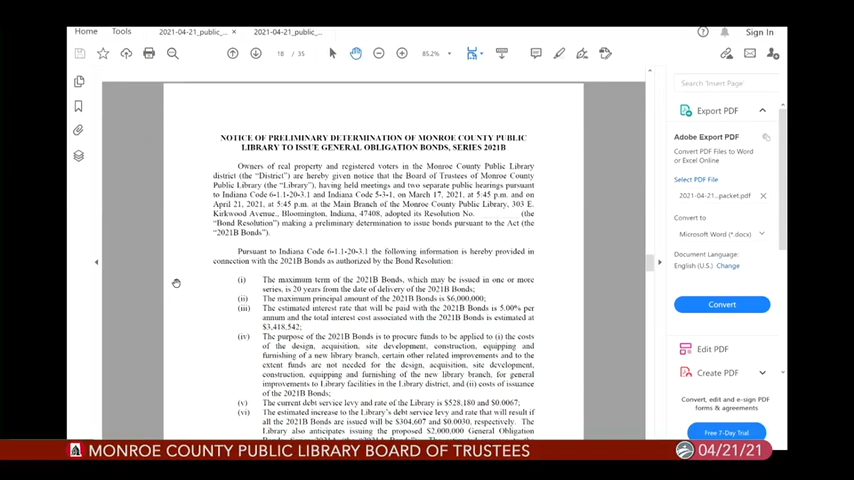 Home Tools 2021-04-21_public_... × 2021-04-21_public_... Sign In
18 / 35 85.2%
Search 'Insert Page'
Export PDF
Adobe Export PDF
Convert PDF Files to Word
or Excel Online
Select PDF File
2021-04-21...packet.pdf ×
Convert to
Microsoft Word (*.docx)
Document Language:
English (U.S.) Change
Convert
Edit PDF
Create PDF
Convert, edit and e-sign PDF
forms & agreements
Free 7-Day Trial
NOTICE OF PRELIMINARY DETERMINATION OF MONROE COUNTY PUBLIC
LIBRARY TO ISSUE GENERAL OBLIGATION BONDS, SERIES 2021B
Owners of real property and registered voters in the Monroe County Public Library
district (the "District") are hereby given notice that the Board of Trustees of Monroe County
Public Library (the "Library"), having held meetings and two separate public hearings pursuant
to Indiana Code 6-1.1-20-3.1 and Indiana Code 5-3-1, on March 17, 2021, at 5:45 p.m. and on
April 21, 2021, at 5:45 p.m. at the Main Branch of the Monroe County Public Library, 303 E.
Kirkwood Avenue., Bloomington, Indiana, 47408, adopted its Resolution No. (the
"Bond Resolution") making a preliminary determination to issue bonds pursuant to the Act (the
"2021B Bonds").
Pursuant to Indiana Code 6-1.1-20-3.1 the following information is hereby provided in
connection with the 2021B Bonds as authorized by the Bond Resolution:
(i) The maximum term of the 2021B Bonds, which may be issued in one or more
series, is 20 years from the date of delivery of the 2021B Bonds;
(ii) The maximum principal amount of the 2021B Bonds is $6,000,000;
(iii) The estimated interest rate that will be paid with the 2021B Bonds is 5.00% per
annum and the total interest cost associated with the 2021B Bonds is estimated at
$3,418,542;
(iv) The purpose of the 2021B Bonds is to procure funds to be applied to (i) the costs
of the design, acquisition, site development, construction, equipping and
furnishing of a new library branch, certain other related improvements and to the
extent funds are not needed for the design, acquisition, site development,
construction, equipping and furnishing of the new library branch, for general
improvements to Library facilities in the Library district, and (ii) costs of issuance
of the 2021B Bonds;
(v) The current debt service levy and rate of the Library is $528,180 and $0.0067;
(vi) The estimated increase to the Library's debt service levy and rate that will result if
all the 2021B Bonds are issued will be $304,607 and $0.0030, respectively. The
Library also anticipates issuing the proposed $2,000,000 General Obligation
MONROE COUNTY PUBLIC LIBRARY BOARD OF TRUSTEES 04/21/21